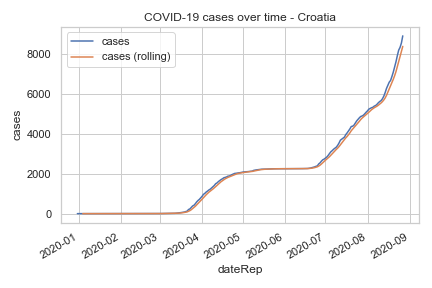 COVID-19 cases over time - Croatia
cases
cases (rolling)
8000
6000
4000
2000
0
cases
2020-01
2020-02
2020-03
2020-04
2020-05
2020-06
2020-07
2020-08
2020-09
dateRep